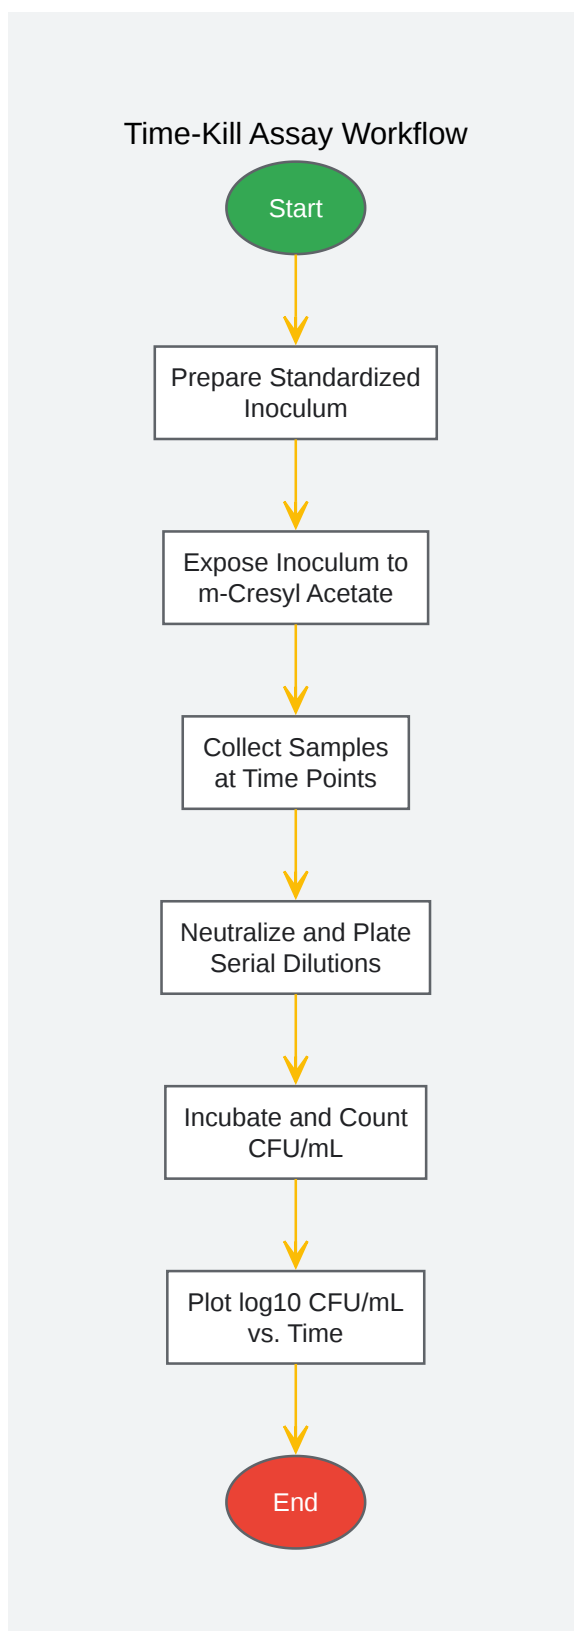 Time-Kill Assay Workflow
Start
Prepare Standardized
Inoculum
Expose Inoculum to
m-Cresyl Acetate
Collect Samples
at Time Points
Neutralize and Plate
Serial Dilutions
Incubate and Count
CFU/mL
Plot log10 CFU/mL
vs. Time
End